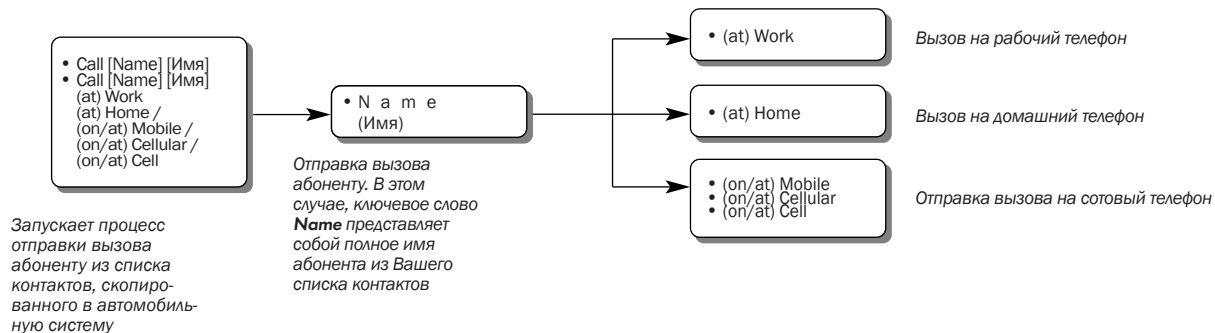 • Call [Name] [Имя]
• Call [Name] [Имя]
(at) Work
(at) Home /
(on/at) Mobile /
(on/at) Cellular /
(on/at) Cell
Запускает процесс
отправки вызова
абоненту из списка
контактов, скопиро-
ванного в автомобиль-
ную систему
• N a m e
(Имя)
Отправка вызова
абоненту. В этом
случае, ключевое слово
Name представляет
собой полное имя
абонента из Вашего
списка контактов
• (at) Work
Вызов на рабочий телефон
• (at) Home
Вызов на домашний телефон
• (on/at) Mobile
• (on/at) Cellular
• (on/at) Cell
Отправка вызова на сотовый телефон